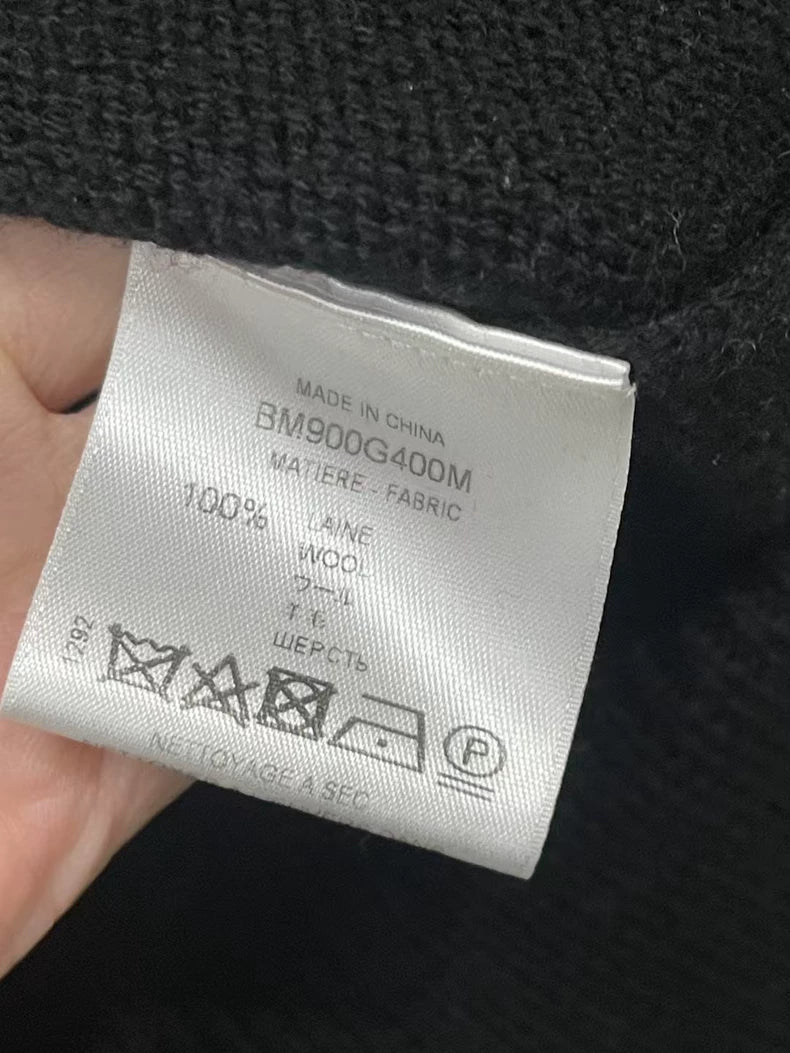 MADE IN CHINA
BM900G400M
MATIERE - FABRIC
100% LAINE
WOOL
ウール
ШЕРСТЬ
1292
P
NETTOYAGE A SEC